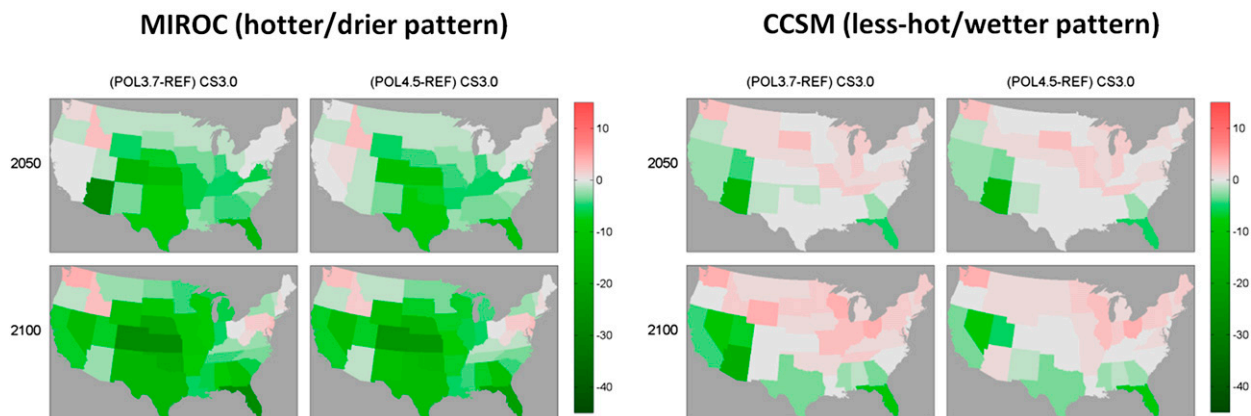 MIROC (hotter/drier pattern)
CCSM (less-hot/wetter pattern)
(POL3.7-REF) CS3.0
(POL4.5-REF) CS3.0
(POL3.7-REF) CS3.0
(POL4.5-REF) CS3.0
2050
2100
10
0
-10
-20
-30
-40
2050
2100
10
0
-10
-20
-30
-40